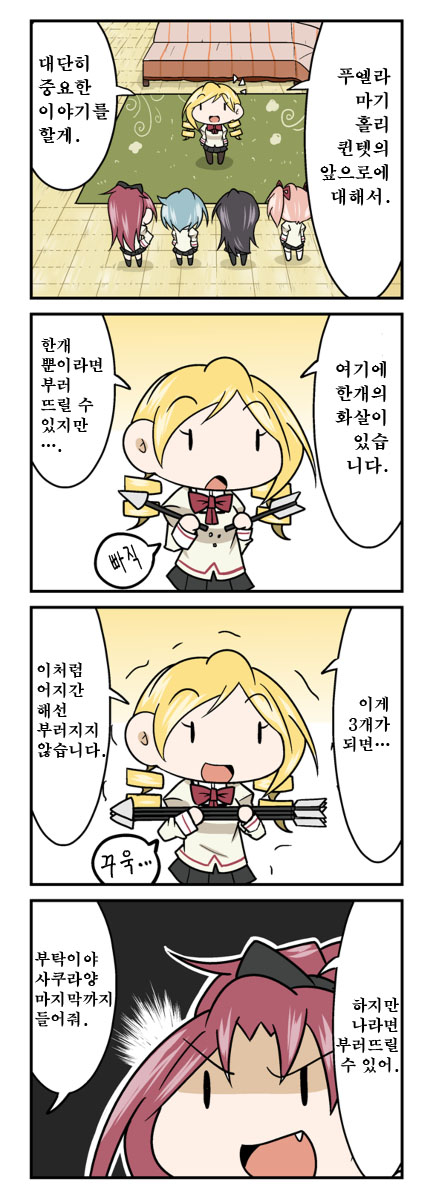 푸엘라
마기
홀리
퀸텟의
앞으로에
대해서.
대단히
중요한
이야기를
할게.
여기에
한개의
화살이
있습
니다.
한개
뿐이라면
부러
뜨릴 수
있지만
….
빠직
이게
3개가
되면…
이처럼
어지간
해선
부러지지
않습니다.
꾸욱…
하지만
나라면
부러뜨릴
수 있어.
부탁이야
사쿠라양
마지막까지
들어줘.